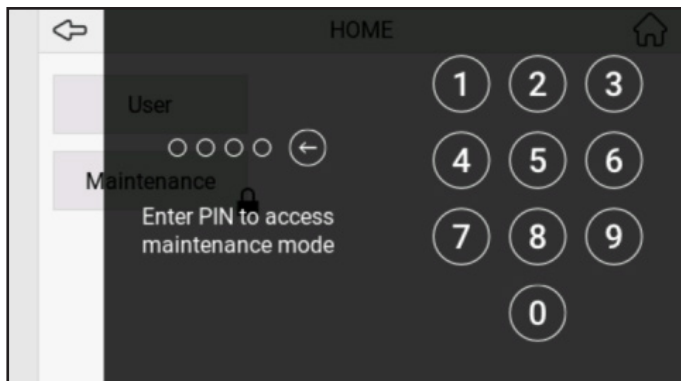 HOME
User
Maintenance
Enter PIN to access
maintenance mode
1 2 3
4 5 6
7 8 9
0